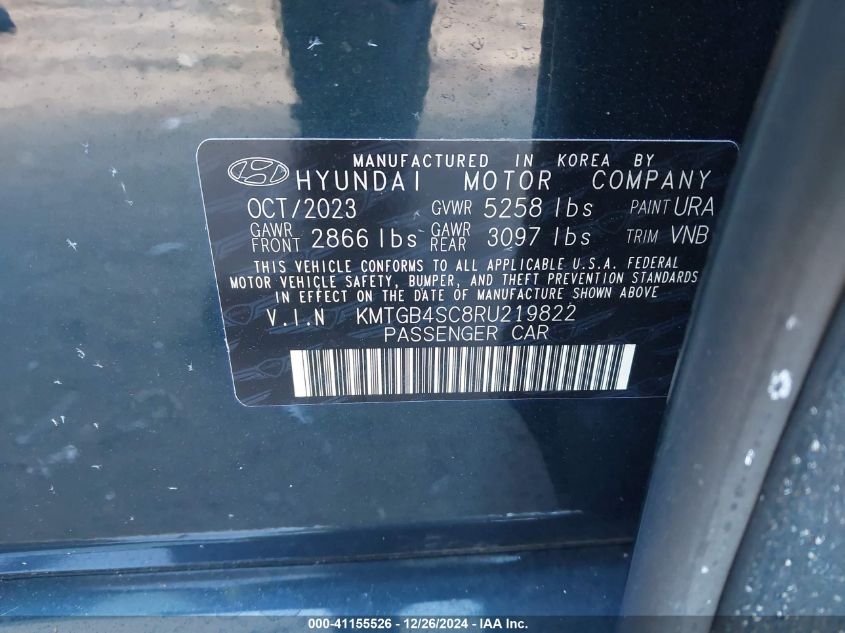 MANUFACTURED IN KOREA BY
HYUNDAI MOTOR COMPANY
OCT/2023 GVWR 5258 lbs PAINT URA
GAWR FRONT 2866 lbs GAWR REAR 3097 lbs TRIM VNB
THIS VEHICLE CONFORMS TO ALL APPLICABLE U.S.A. FEDERAL
MOTOR VEHICLE SAFETY, BUMPER, AND THEFT PREVENTION STANDARDS
IN EFFECT ON THE DATE OF MANUFACTURE SHOWN ABOVE
V.I.N KMTGB4SC8RU219822
PASSENGER CAR
000-41155526 - 12/26/2024 - IAA Inc.